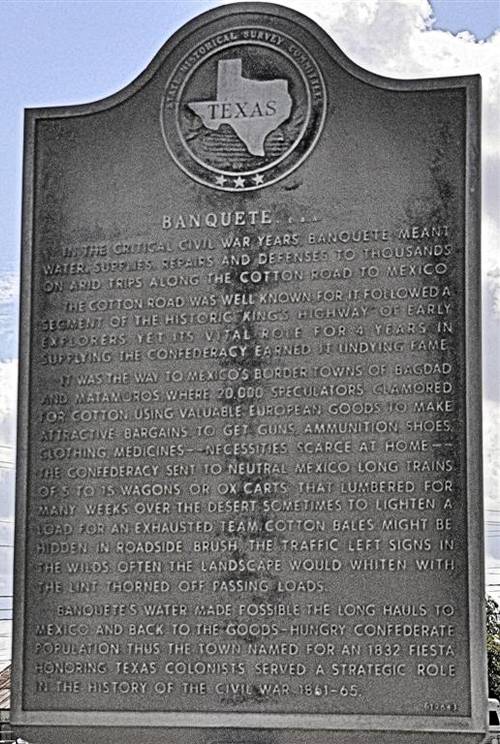 STATE HISTORICAL SURVEY COMMITTEE
TEXAS
BANQUETE....
IN THE CRITICAL CIVIL WAR YEARS, BANQUETE MEANT
WATER, SUPPLIES, REPAIRS AND DEFENSES TO THOUSANDS
ON ARID TRIPS ALONG THE COTTON ROAD TO MEXICO
THE COTTON ROAD WAS WELL KNOWN, FOR IT FOLLOWED A
SEGMENT OF THE HISTORIC "KING'S HIGHWAY" OF EARLY
EXPLORERS. YET ITS VITAL ROLE FOR 4 YEARS IN
SUPPLYING THE CONFEDERACY EARNED IT UNDYING FAME
IT WAS THE WAY TO MEXICO'S BORDER TOWNS OF BAGDAD
AND MATAMOROS WHERE 20,000 SPECULATORS CLAMORED
FOR COTTON USING VALUABLE EUROPEAN GOODS TO MAKE
ATTRACTIVE BARGAINS. TO GET GUNS, AMMUNITION, SHOES,
CLOTHING, MEDICINES--NECESSITIES SCARCE AT HOME--
THE CONFEDERACY SENT TO NEUTRAL MEXICO LONG TRAINS
OF 5 TO 15 WAGONS OR OX CARTS THAT LUMBERED FOR
MANY WEEKS OVER THE DESERT. SOMETIMES TO LIGHTEN A
LOAD FOR AN EXHAUSTED TEAM, COTTON BALES MIGHT BE
HIDDEN IN ROADSIDE BRUSH. THE TRAFFIC LEFT SIGNS IN
THE WILDS. OFTEN THE LANDSCAPE WOULD WHITEN WITH
THE LINT THORNED OFF PASSING LOADS.
BANQUETE'S WATER MADE POSSIBLE THE LONG HAULS TO
MEXICO AND BACK TO THE GOODS-HUNGRY CONFEDERATE
POPULATION. THUS THE TOWN NAMED FOR AN 1832 FIESTA
HONORING TEXAS COLONISTS SERVED A STRATEGIC ROLE
IN THE HISTORY OF THE CIVIL WAR, 1861-65.